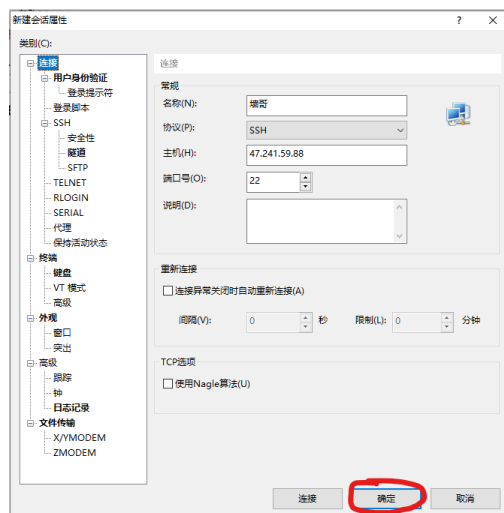 新建会话属性
? ×
类别(C):
连接
用户身份验证
登录提示符
登录脚本
SSH
安全性
隧道
SFTP
TELNET
RLOGIN
SERIAL
代理
保持活动状态
终端
键盘
VT 模式
高级
外观
窗口
突出
高级
跟踪
钟
日志记录
文件传输
X/YMODEM
ZMODEM
连接
常规
名称(N): 墙哥
协议(P): SSH
主机(H): 47.241.59.88
端口号(O): 22
说明(D):
重新连接
连接异常关闭时自动重新连接(A)
间隔(V): 0 秒 限制(L): 0 分钟
TCP选项
使用Nagle算法(U)
连接 确定 取消